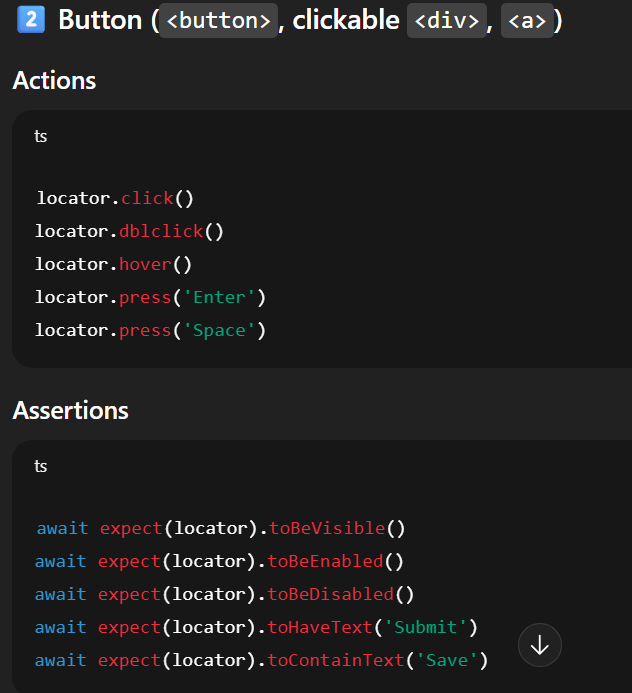 2 Button (<button>, clickable <div>, <a>)
Actions
ts
locator.click()
locator.dblclick()
locator.hover()
locator.press('Enter')
locator.press('Space')
Assertions
ts
await expect(locator).toBeVisible()
await expect(locator).toBeEnabled()
await expect(locator).toBeDisabled()
await expect(locator).toHaveText('Submit')
await expect(locator).toContainText('Save')